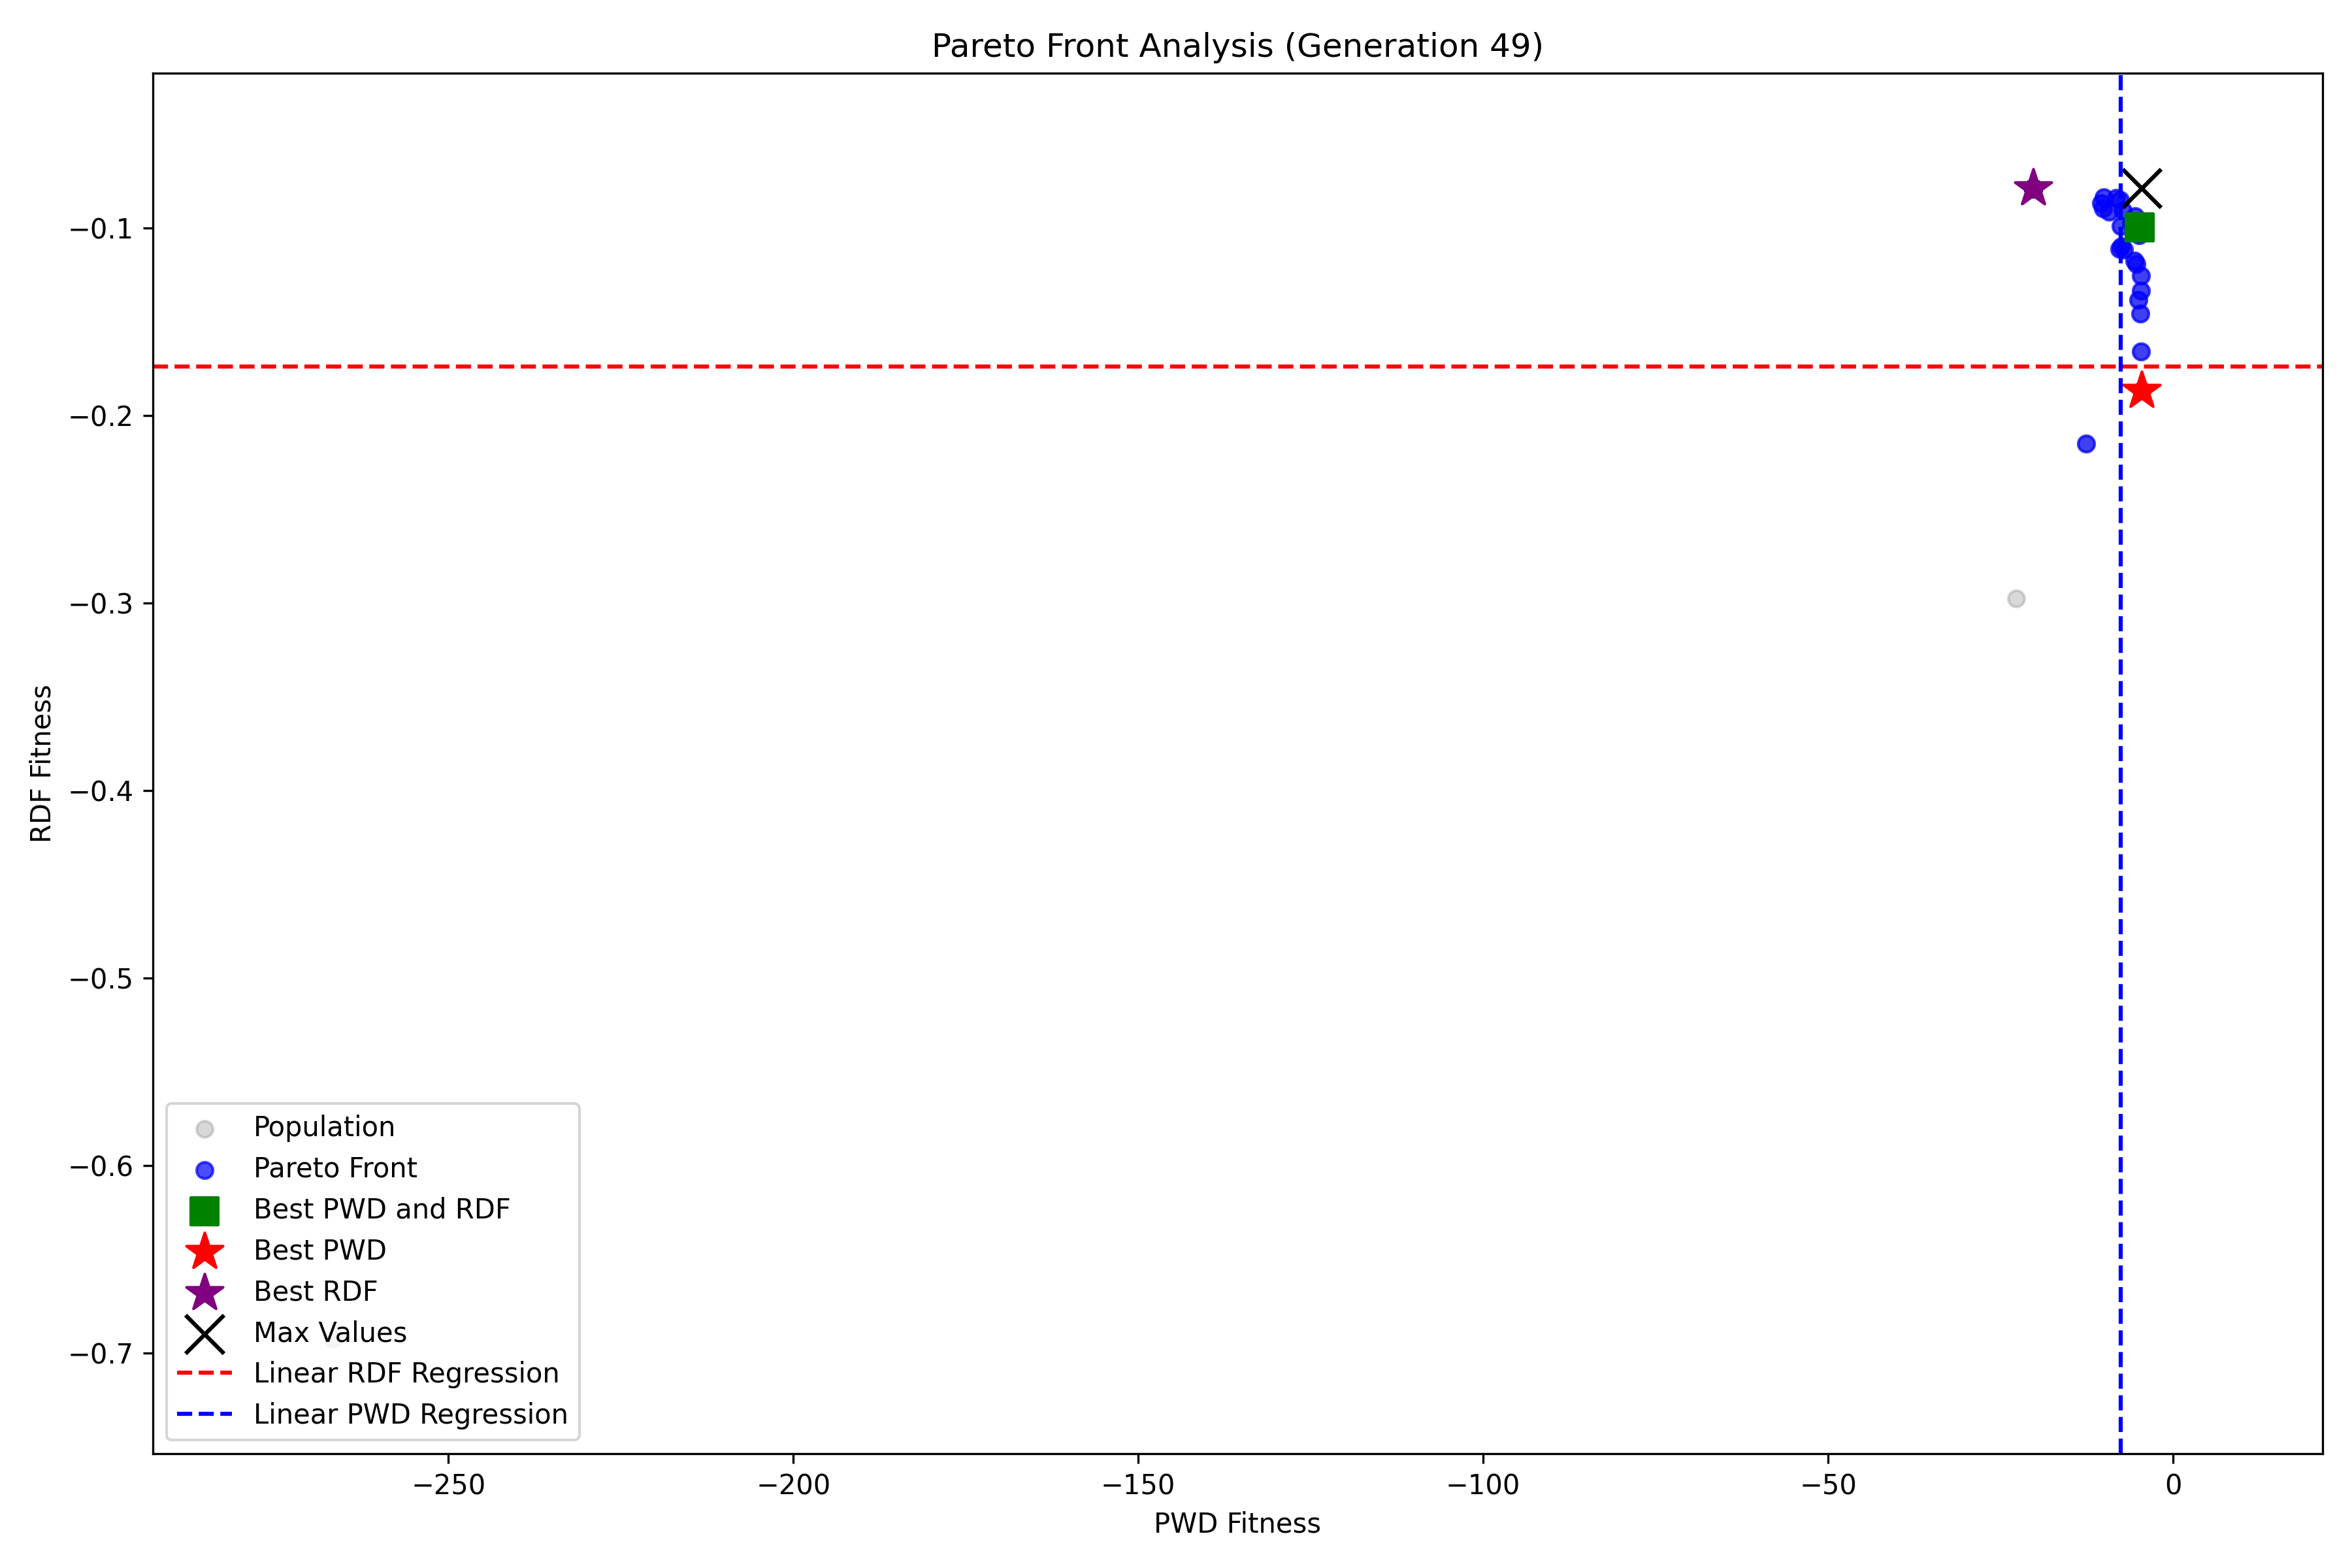 Pareto Front Analysis (Generation 49)
RDF Fitness
−0.1
−0.2
−0.3
−0.4
−0.5
−0.6
−0.7
Population
Pareto Front
Best PWD and RDF
Best PWD
Best RDF
Max Values
Linear RDF Regression
Linear PWD Regression
−250
−200
−150
−100
−50
0
PWD Fitness